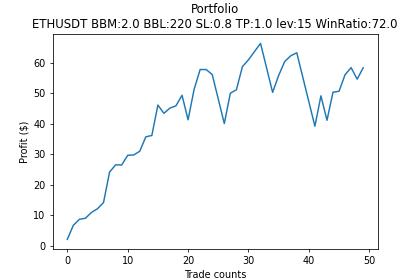 Portfolio
ETHUSDT BBM:2.0 BBL:220 SL:0.8 TP:1.0 lev:15 WinRatio:72.0
60
50
40
30
20
10
0
Profit ($)
0 10 20 30 40 50
Trade counts